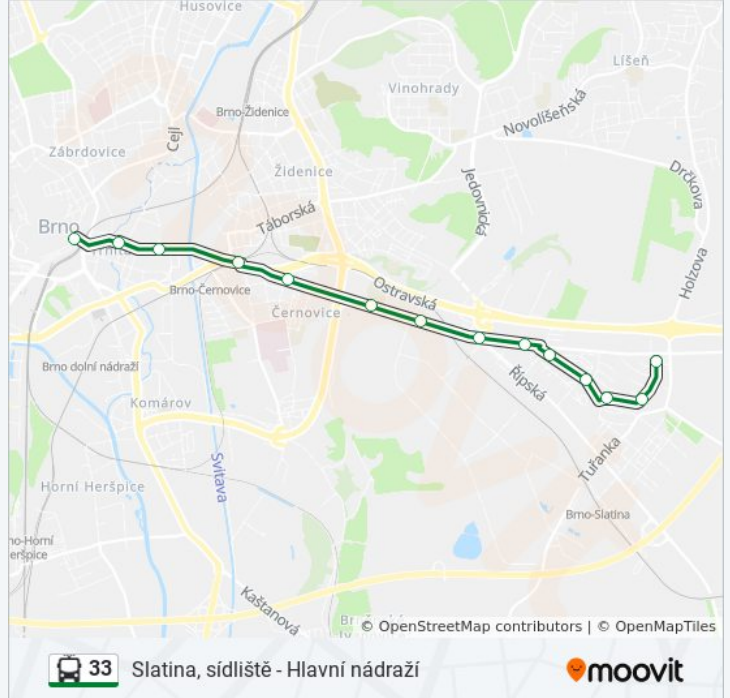 Husovice
Líšeň
Vinohrady
Brno-Židenice
Novolíšeňská
Cejl
Zábrdovice
Židenice
Drčkova
Jedovnická
Táborská
Brno
Holzova
Ostravská
Brno-Černovice
Černovice
Brno dolní nádraží
Řípská
Komárov
Tuřanka
Svitava
Horní Heršpice
Brno-Slatina
no-Horní
eršpice
Kaštanová
© OpenStreetMap contributors | © OpenMapTiles
33 Slatina, sídliště - Hlavní nádraží
moovit